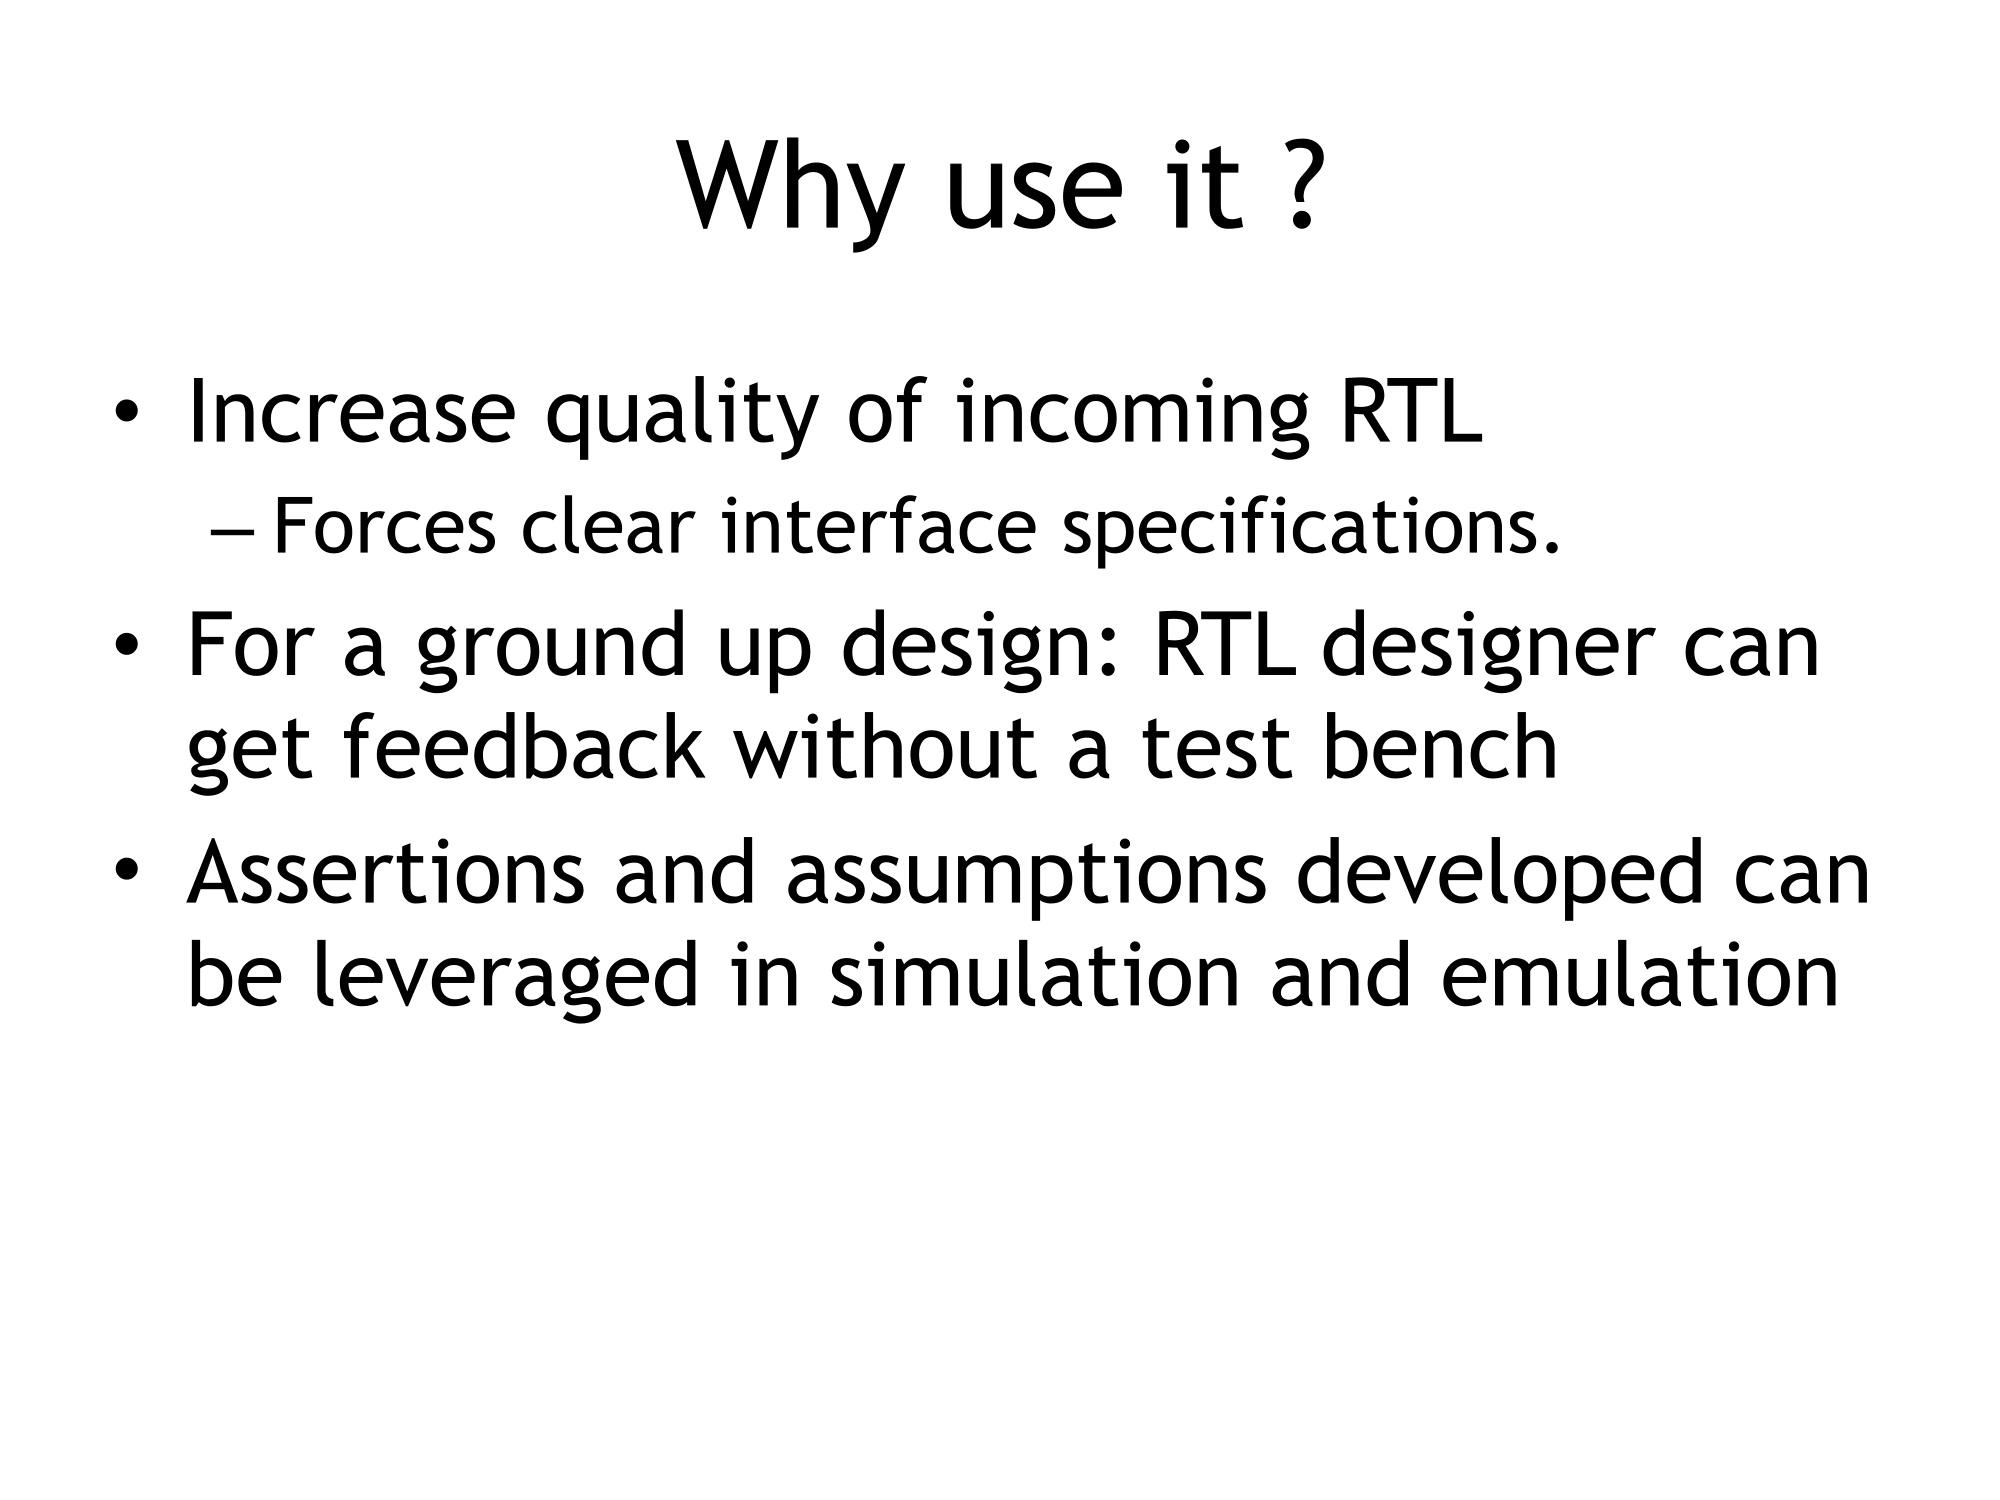 Why use it ?
• Increase quality of incoming RTL
– Forces clear interface specifications.
• For a ground up design: RTL designer can
get feedback without a test bench
• Assertions and assumptions developed can
be leveraged in simulation and emulation